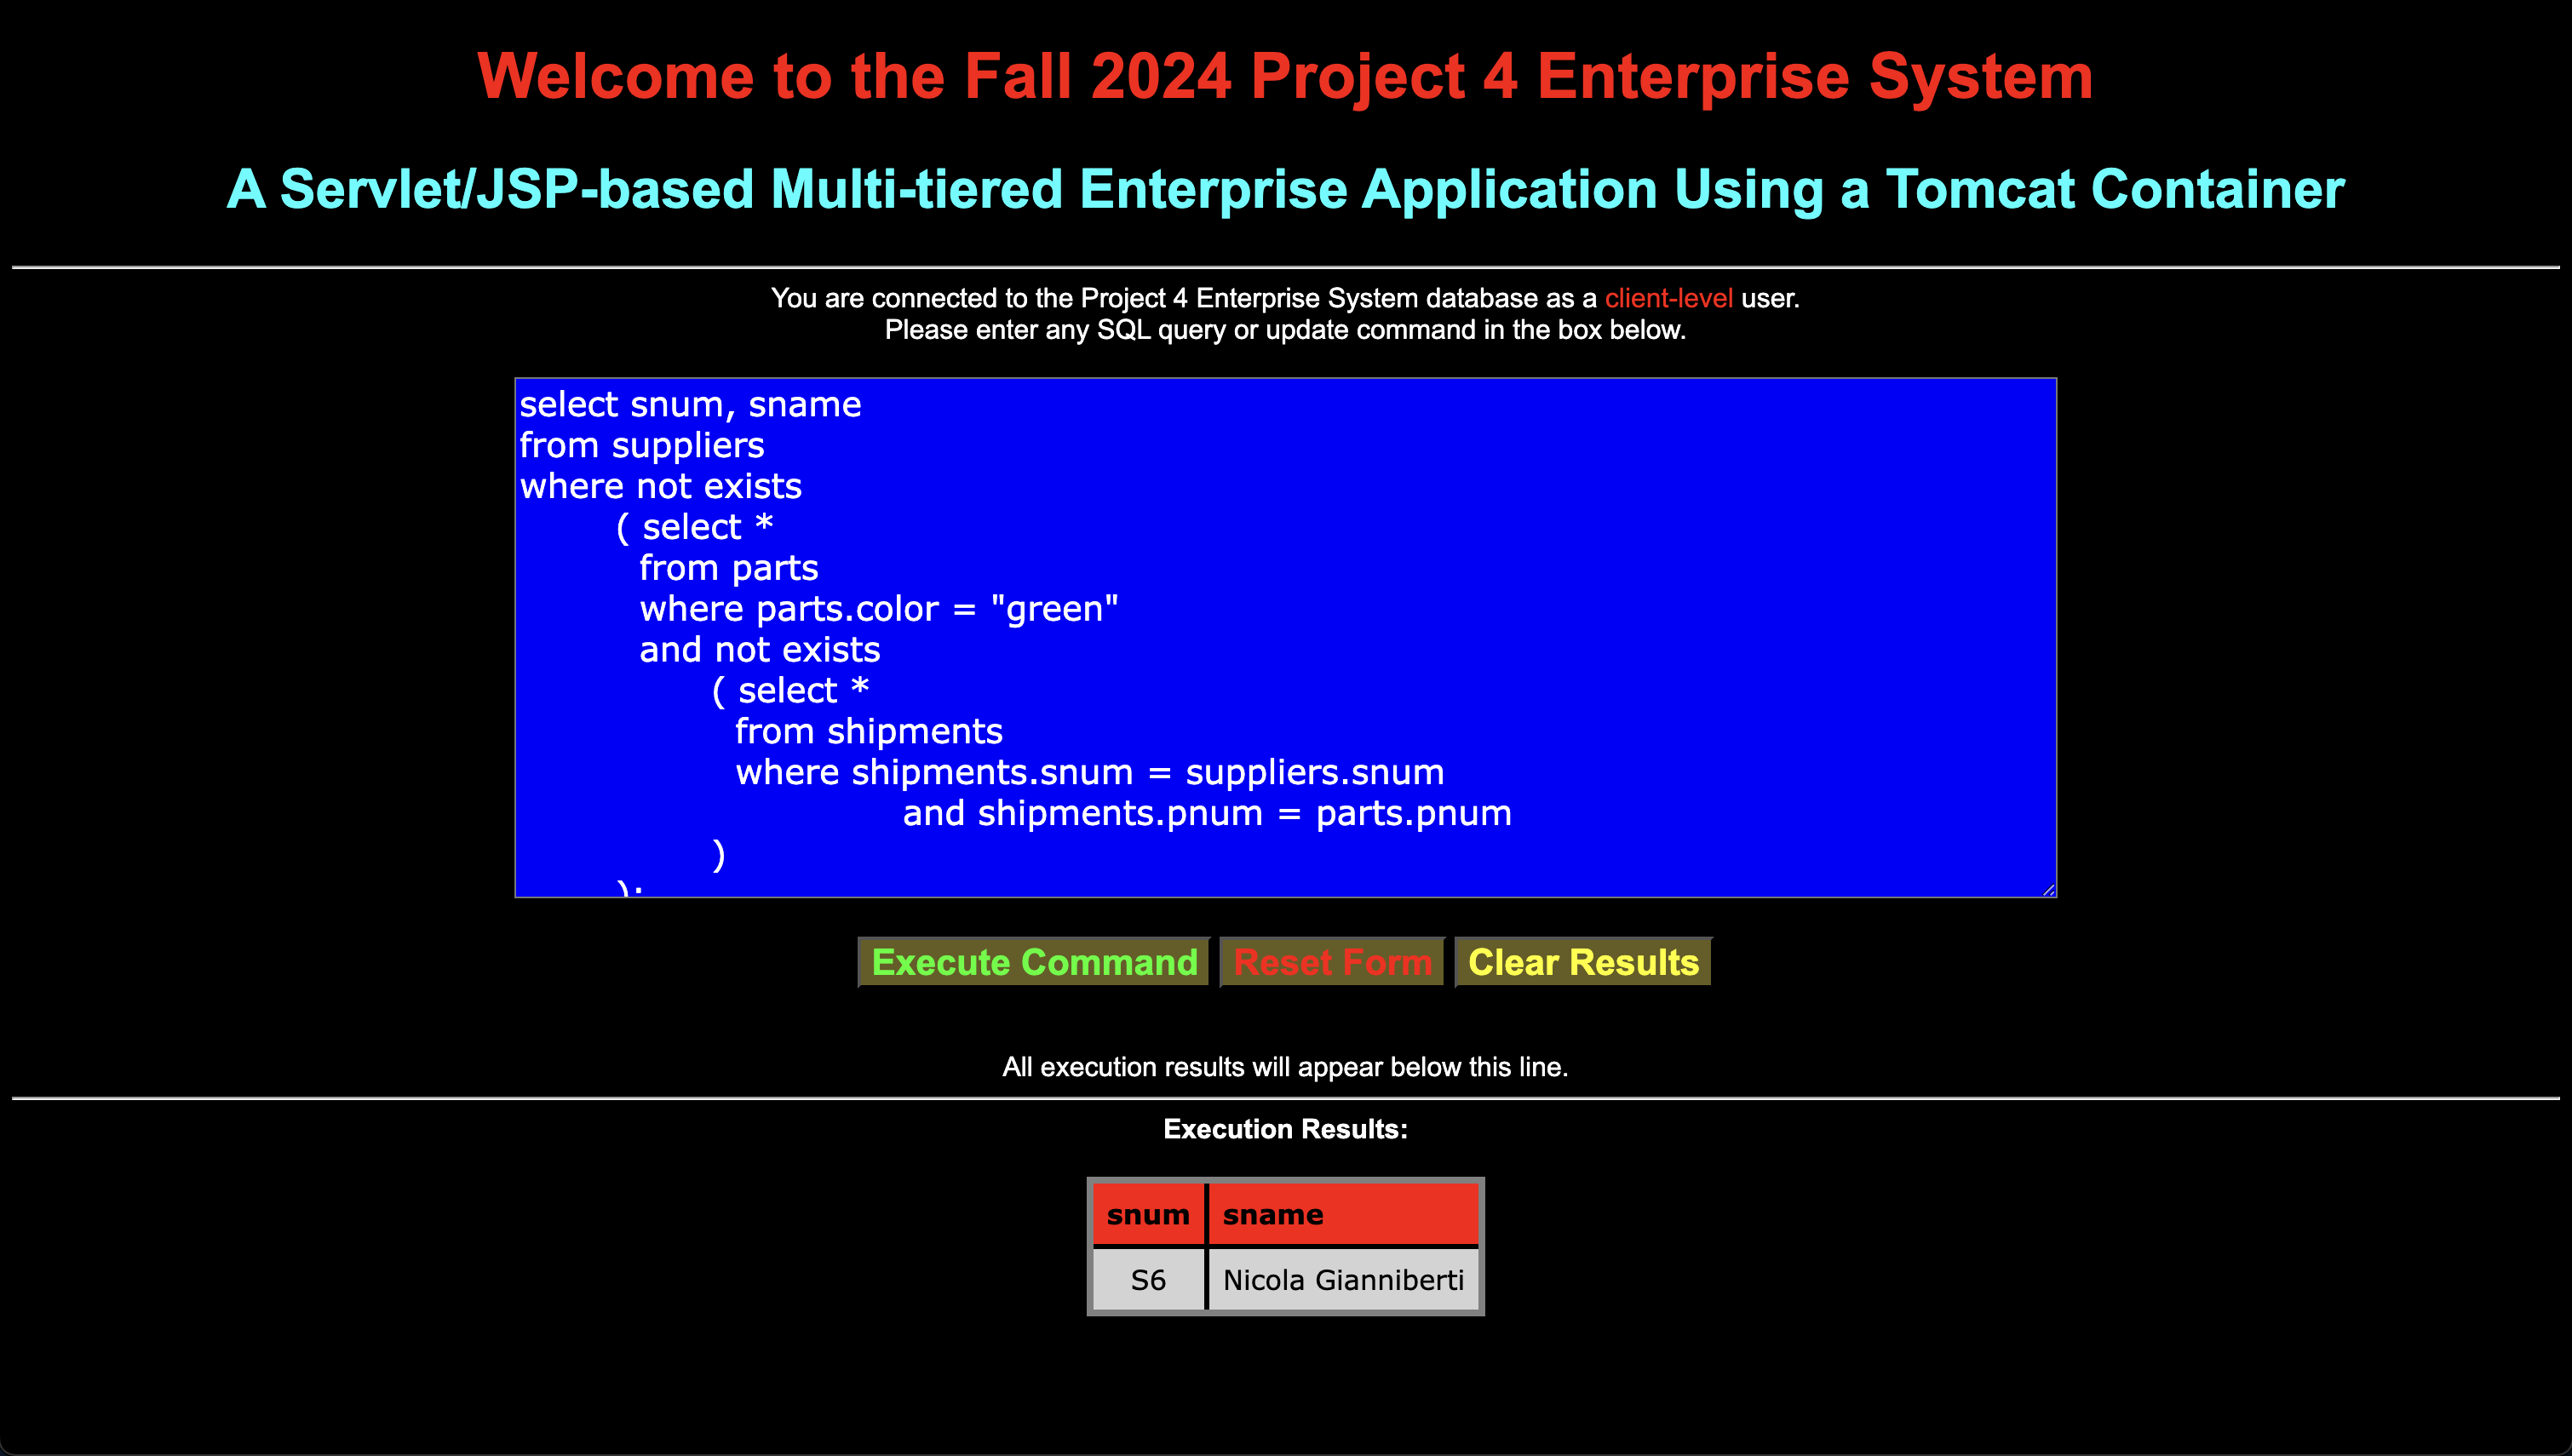 Welcome to the Fall 2024 Project 4 Enterprise System
A Servlet/JSP-based Multi-tiered Enterprise Application Using a Tomcat Container
You are connected to the Project 4 Enterprise System database as a client-level user.
Please enter any SQL query or update command in the box below.
select snum, sname
from suppliers
where not exists
( select *
from parts
where parts.color = "green"
and not exists
( select *
from shipments
where shipments.snum = suppliers.snum
and shipments.pnum = parts.pnum
)
);
Execute Command Reset Form Clear Results
All execution results will appear below this line.
Execution Results:
snum sname
S6 Nicola Gianniberti